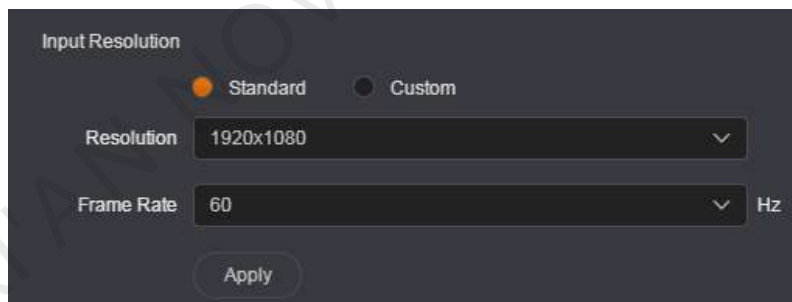 Input Resolution
Standard Custom
Resolution 1920x1080
Frame Rate 60 Hz
Apply